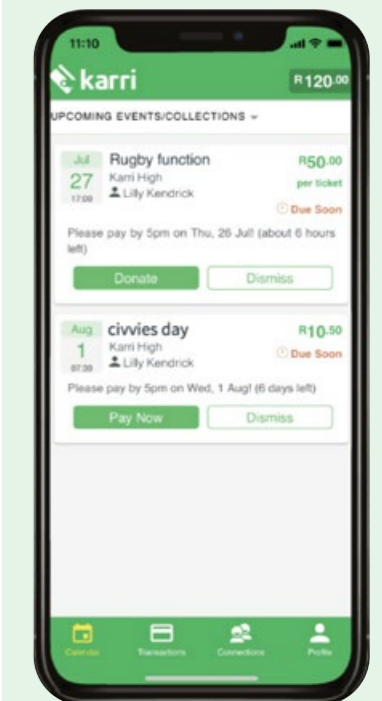 11:10
karri
R120.00
UPCOMING EVENTS/COLLECTIONS
Jul
27
17:00
Rugby function
Karri High
Lilly Kendrick
R50.00
per ticket
Due Soon
Please pay by 5pm on Thu, 26 Jul! (about 6 hours
left)
Donate
Dismiss
Aug
1
07:30
civvies day
Karri High
Lilly Kendrick
R10.50
Due Soon
Please pay by 5pm on Wed, 1 Aug! (6 days left)
Pay Now
Dismiss
Calendar
Transactions
Connections
Profile